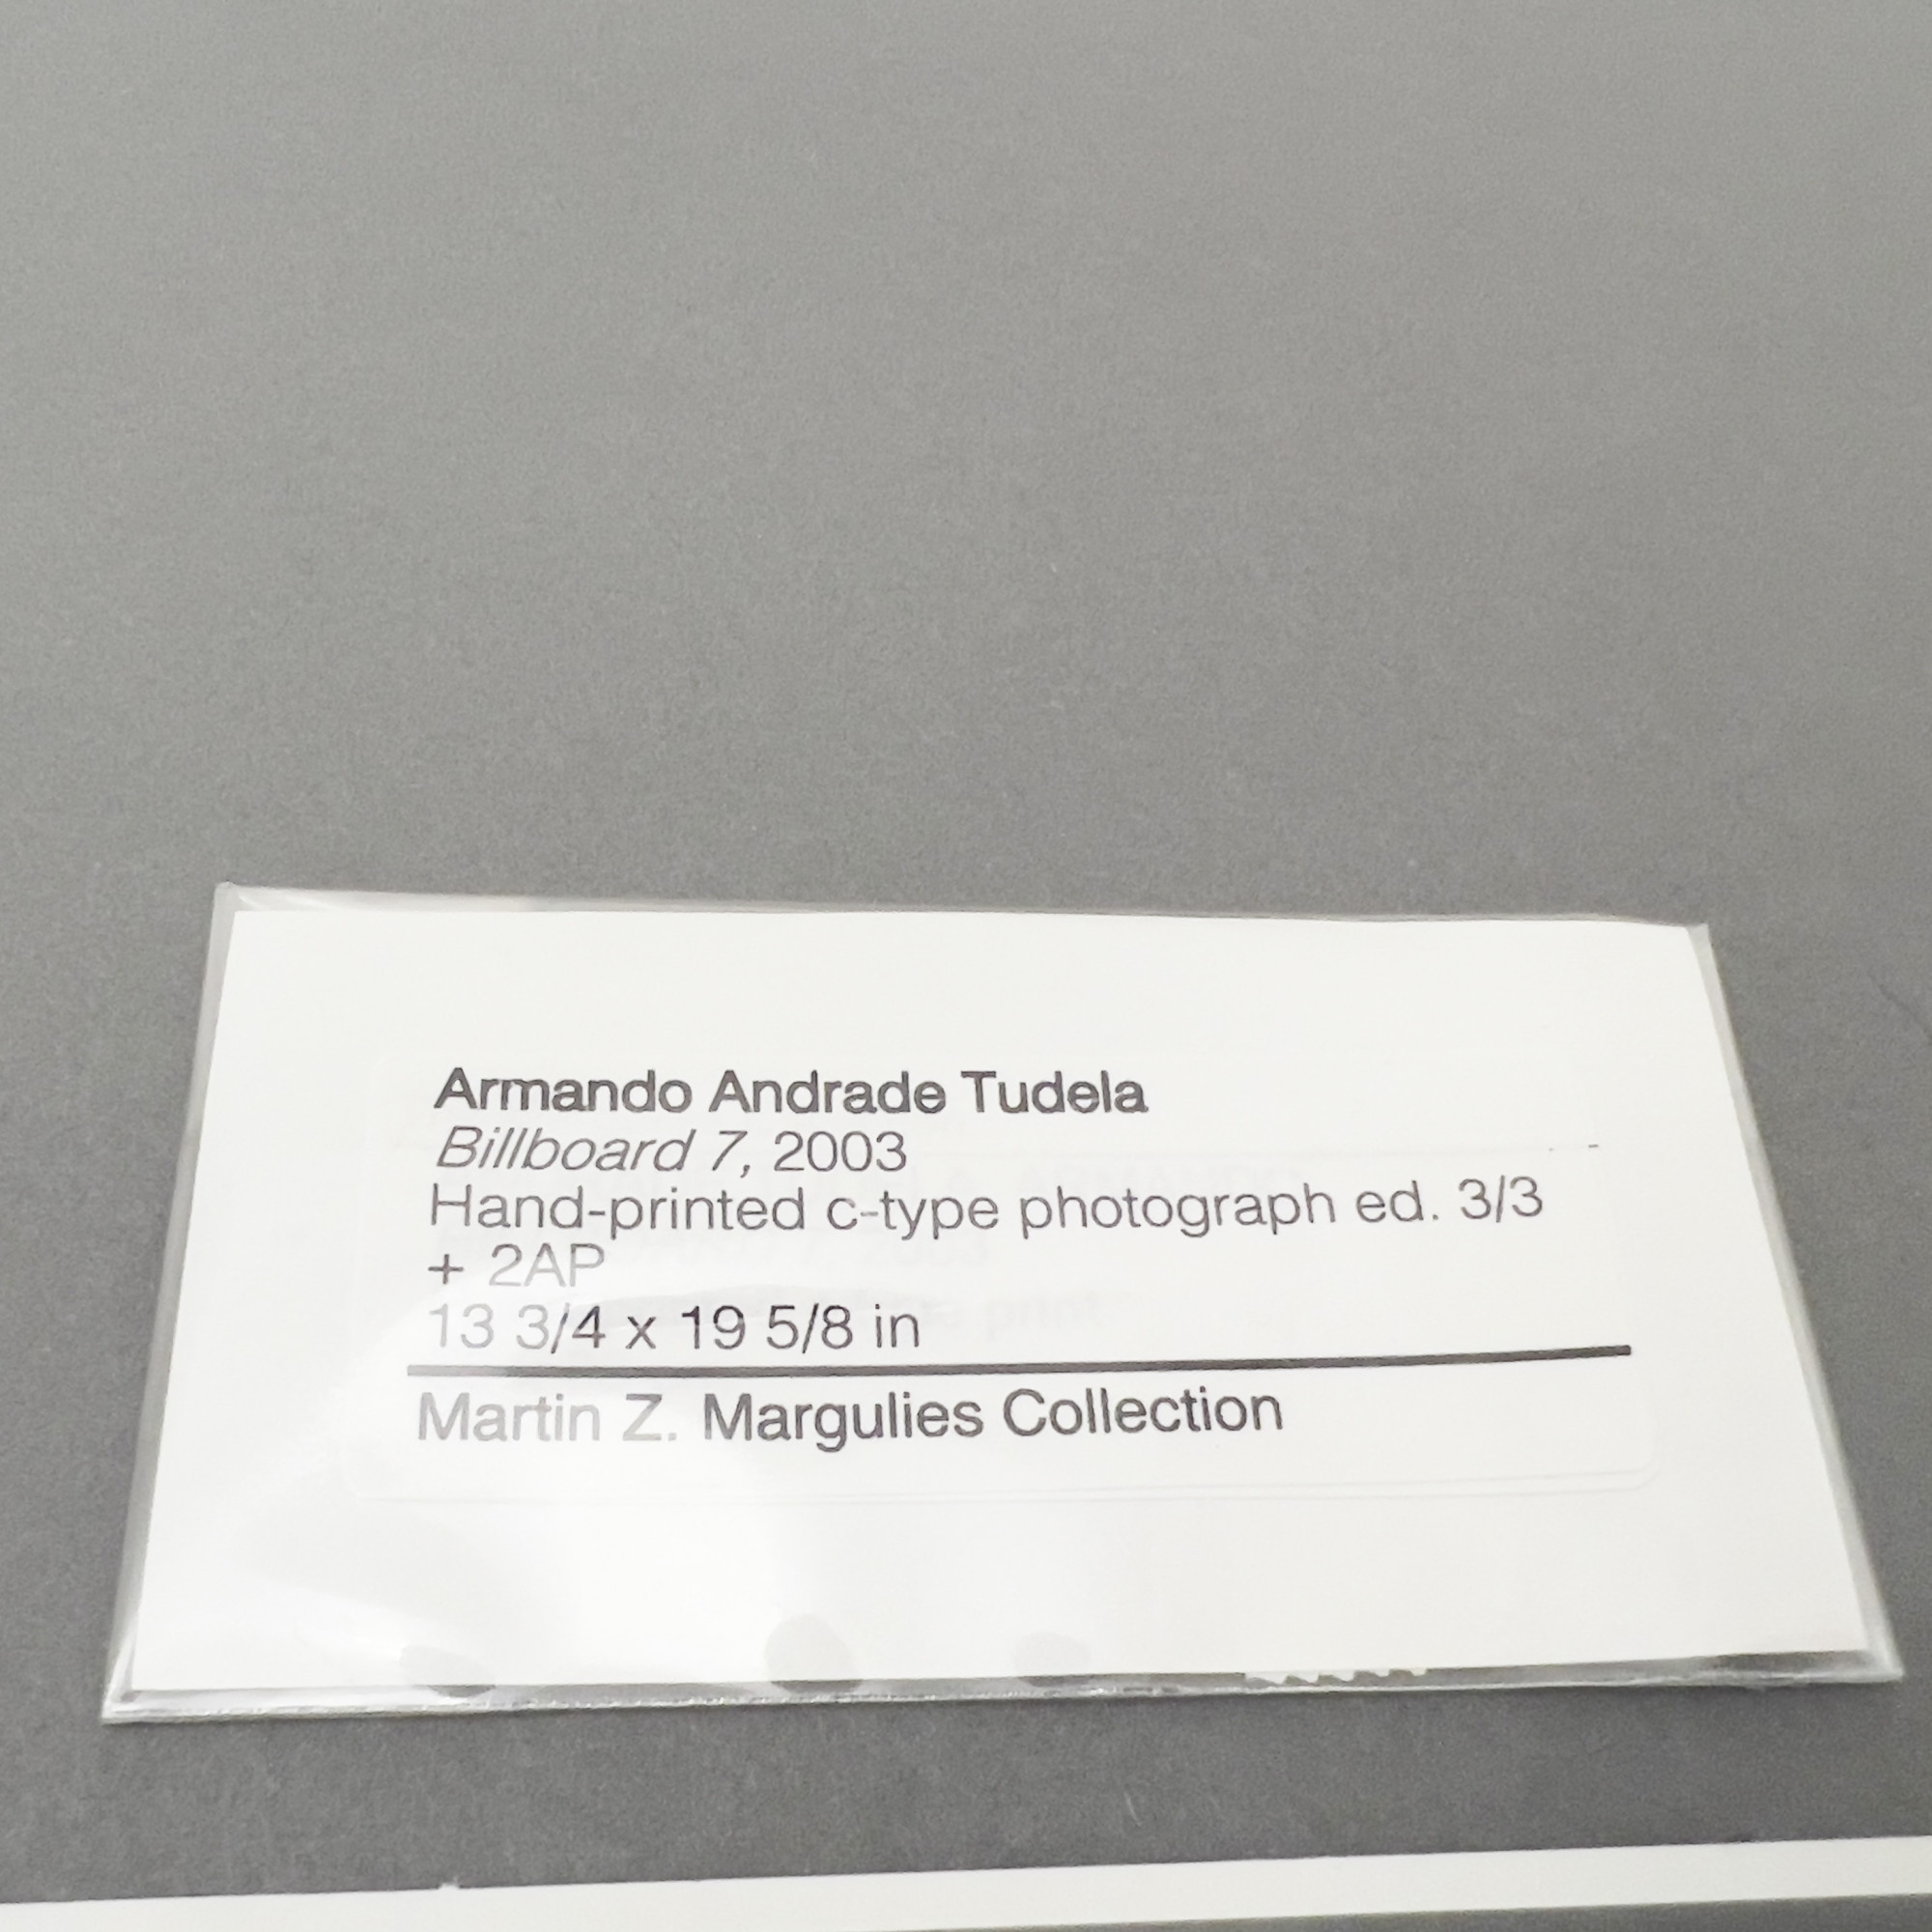 Armando Andrade Tudela
Billboard 7, 2003
Hand-printed c-type photograph ed. 3/3
+ 2AP
13 3/4 x 19 5/8 in
Martin Z. Margulies Collection